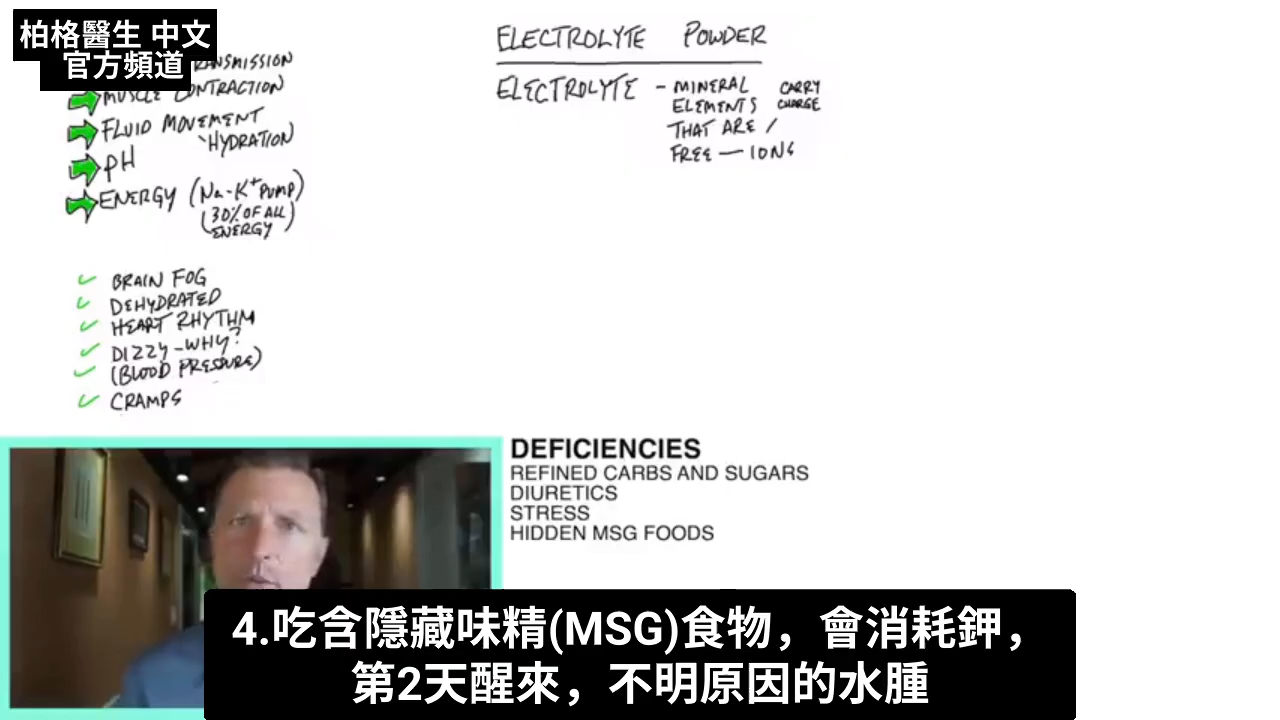 柏格醫生 中文
官方頻道
TRANSMISSION
MUSCLE CONTRACTION
FLUID MOVEMENT
HYDRATION
pH
ENERGY (Na-K+ PUMP)
(30% OF ALL
ENERGY)
BRAIN FOG
DEHYDRATED
HEART RHYTHM
DIZZY-WHY?
(BLOOD PRESSURE)
CRAMPS
ELECTROLYTE POWDER
ELECTROLYTE - MINERAL CARRY
ELEMENTS CHARGE
THAT ARE /
FREE — IONS
DEFICIENCIES
REFINED CARBS AND SUGARS
DIURETICS
STRESS
HIDDEN MSG FOODS
4.吃含隱藏味精(MSG)食物，會消耗鉀，
第2天醒來，不明原因的水腫